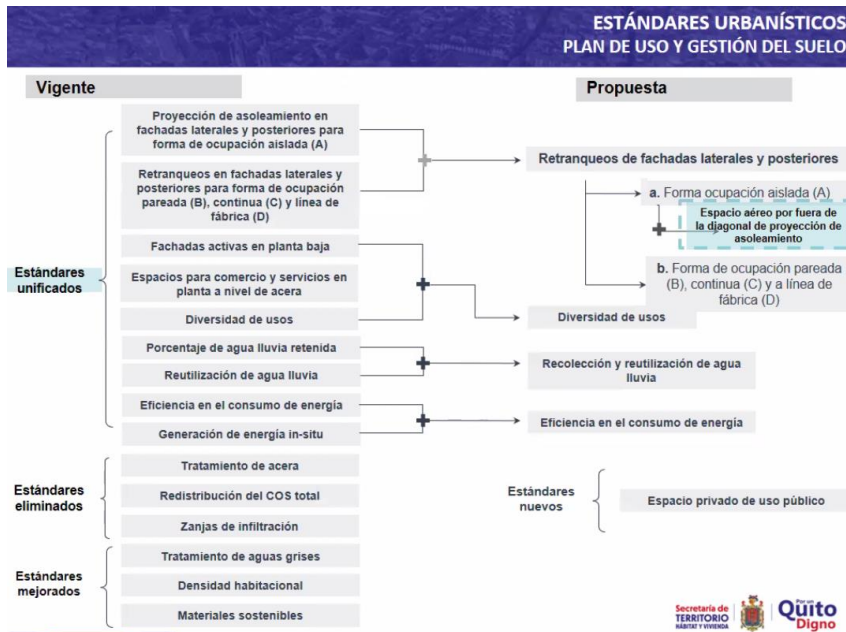 ESTÁNDARES URBANÍSTICOS
PLAN DE USO Y GESTIÓN DEL SUELO
Vigente
Propuesta
Estándares
unificados
Proyección de asoleamiento en
fachadas laterales y posteriores para
forma de ocupación aislada (A)
Retranqueos en fachadas laterales y
posteriores para forma de ocupación
pareada (B), continua (C) y línea de
fábrica (D)
Fachadas activas en planta baja
Espacios para comercio y servicios en
planta a nivel de acera
Diversidad de usos
Porcentaje de agua lluvia retenida
Reutilización de agua lluvia
Eficiencia en el consumo de energía
Generación de energía in-situ
Retranqueos de fachadas laterales y posteriores
a. Forma ocupación aislada (A)
Espacio aéreo por fuera de
la diagonal de proyección de
asoleamiento
b. Forma de ocupación pareada
(B), continua (C) y a línea de
fábrica (D)
Diversidad de usos
Recolección y reutilización de agua
lluvia
Eficiencia en el consumo de energía
Estándares
eliminados
Tratamiento de acera
Redistribución del COS total
Zanjas de infiltración
Estándares
nuevos
Espacio privado de uso público
Estándares
mejorados
Tratamiento de aguas grises
Densidad habitacional
Materiales sostenibles
Secretaría de
TERRITORIO
HÁBITAT Y VIVIENDA
Por un
Quito
Digno